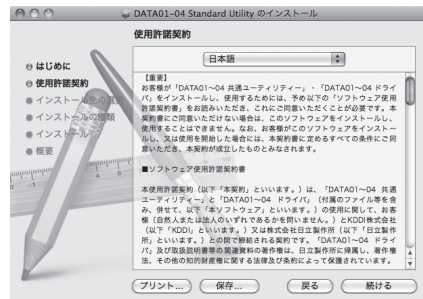 DATA01-04 Standard Utility のインストール
使用許諾契約
はじめに
使用許諾契約
インストール先の選択
インストールの種類
インストール
概要
日本語
【重要】
お客様が「DATA01～04 共通ユーティリティー」・「DATA01～04 ドライ
バ」をインストールし、使用するためには、予め以下の「ソフトウェア使用
許諾契約書」をお読みいただき、これにご同意いただくことが必要です。本
契約書にご同意いただけない場合は、このソフトウェアをインストールし、
使用することはできません。なお、お客様がこのソフトウェアをインストー
ルし、又は使用を開始した場合には、本契約書に定めるすべての条件にご同
意いただき、本契約が成立したものとみなされます。
■ソフトウェア使用許諾契約書
本使用許諾契約（以下「本契約」といいます。）は、「DATA01～04 共通
ユーティリティー」と「DATA01～04 ドライバ」（付属のファイル等を含
み、併せて、以下「本ソフトウェア」といいます。）の使用に関して、お客
様（自然人または法人のいずれであるかを問いません。）とKDDI株式会社
（以下「KDDI」といいます。）又は株式会社日立製作所（以下「日立製作
所」といいます。）との間で締結される契約です。「DATA01～04 ドライ
バ」及び取扱説明書等の関連資料の著作権は、日立製作所に帰属し、著作権
法、その他の知的財産権に関する法律及び条約によって保護されています。
プリント... 保存... 戻る 続ける